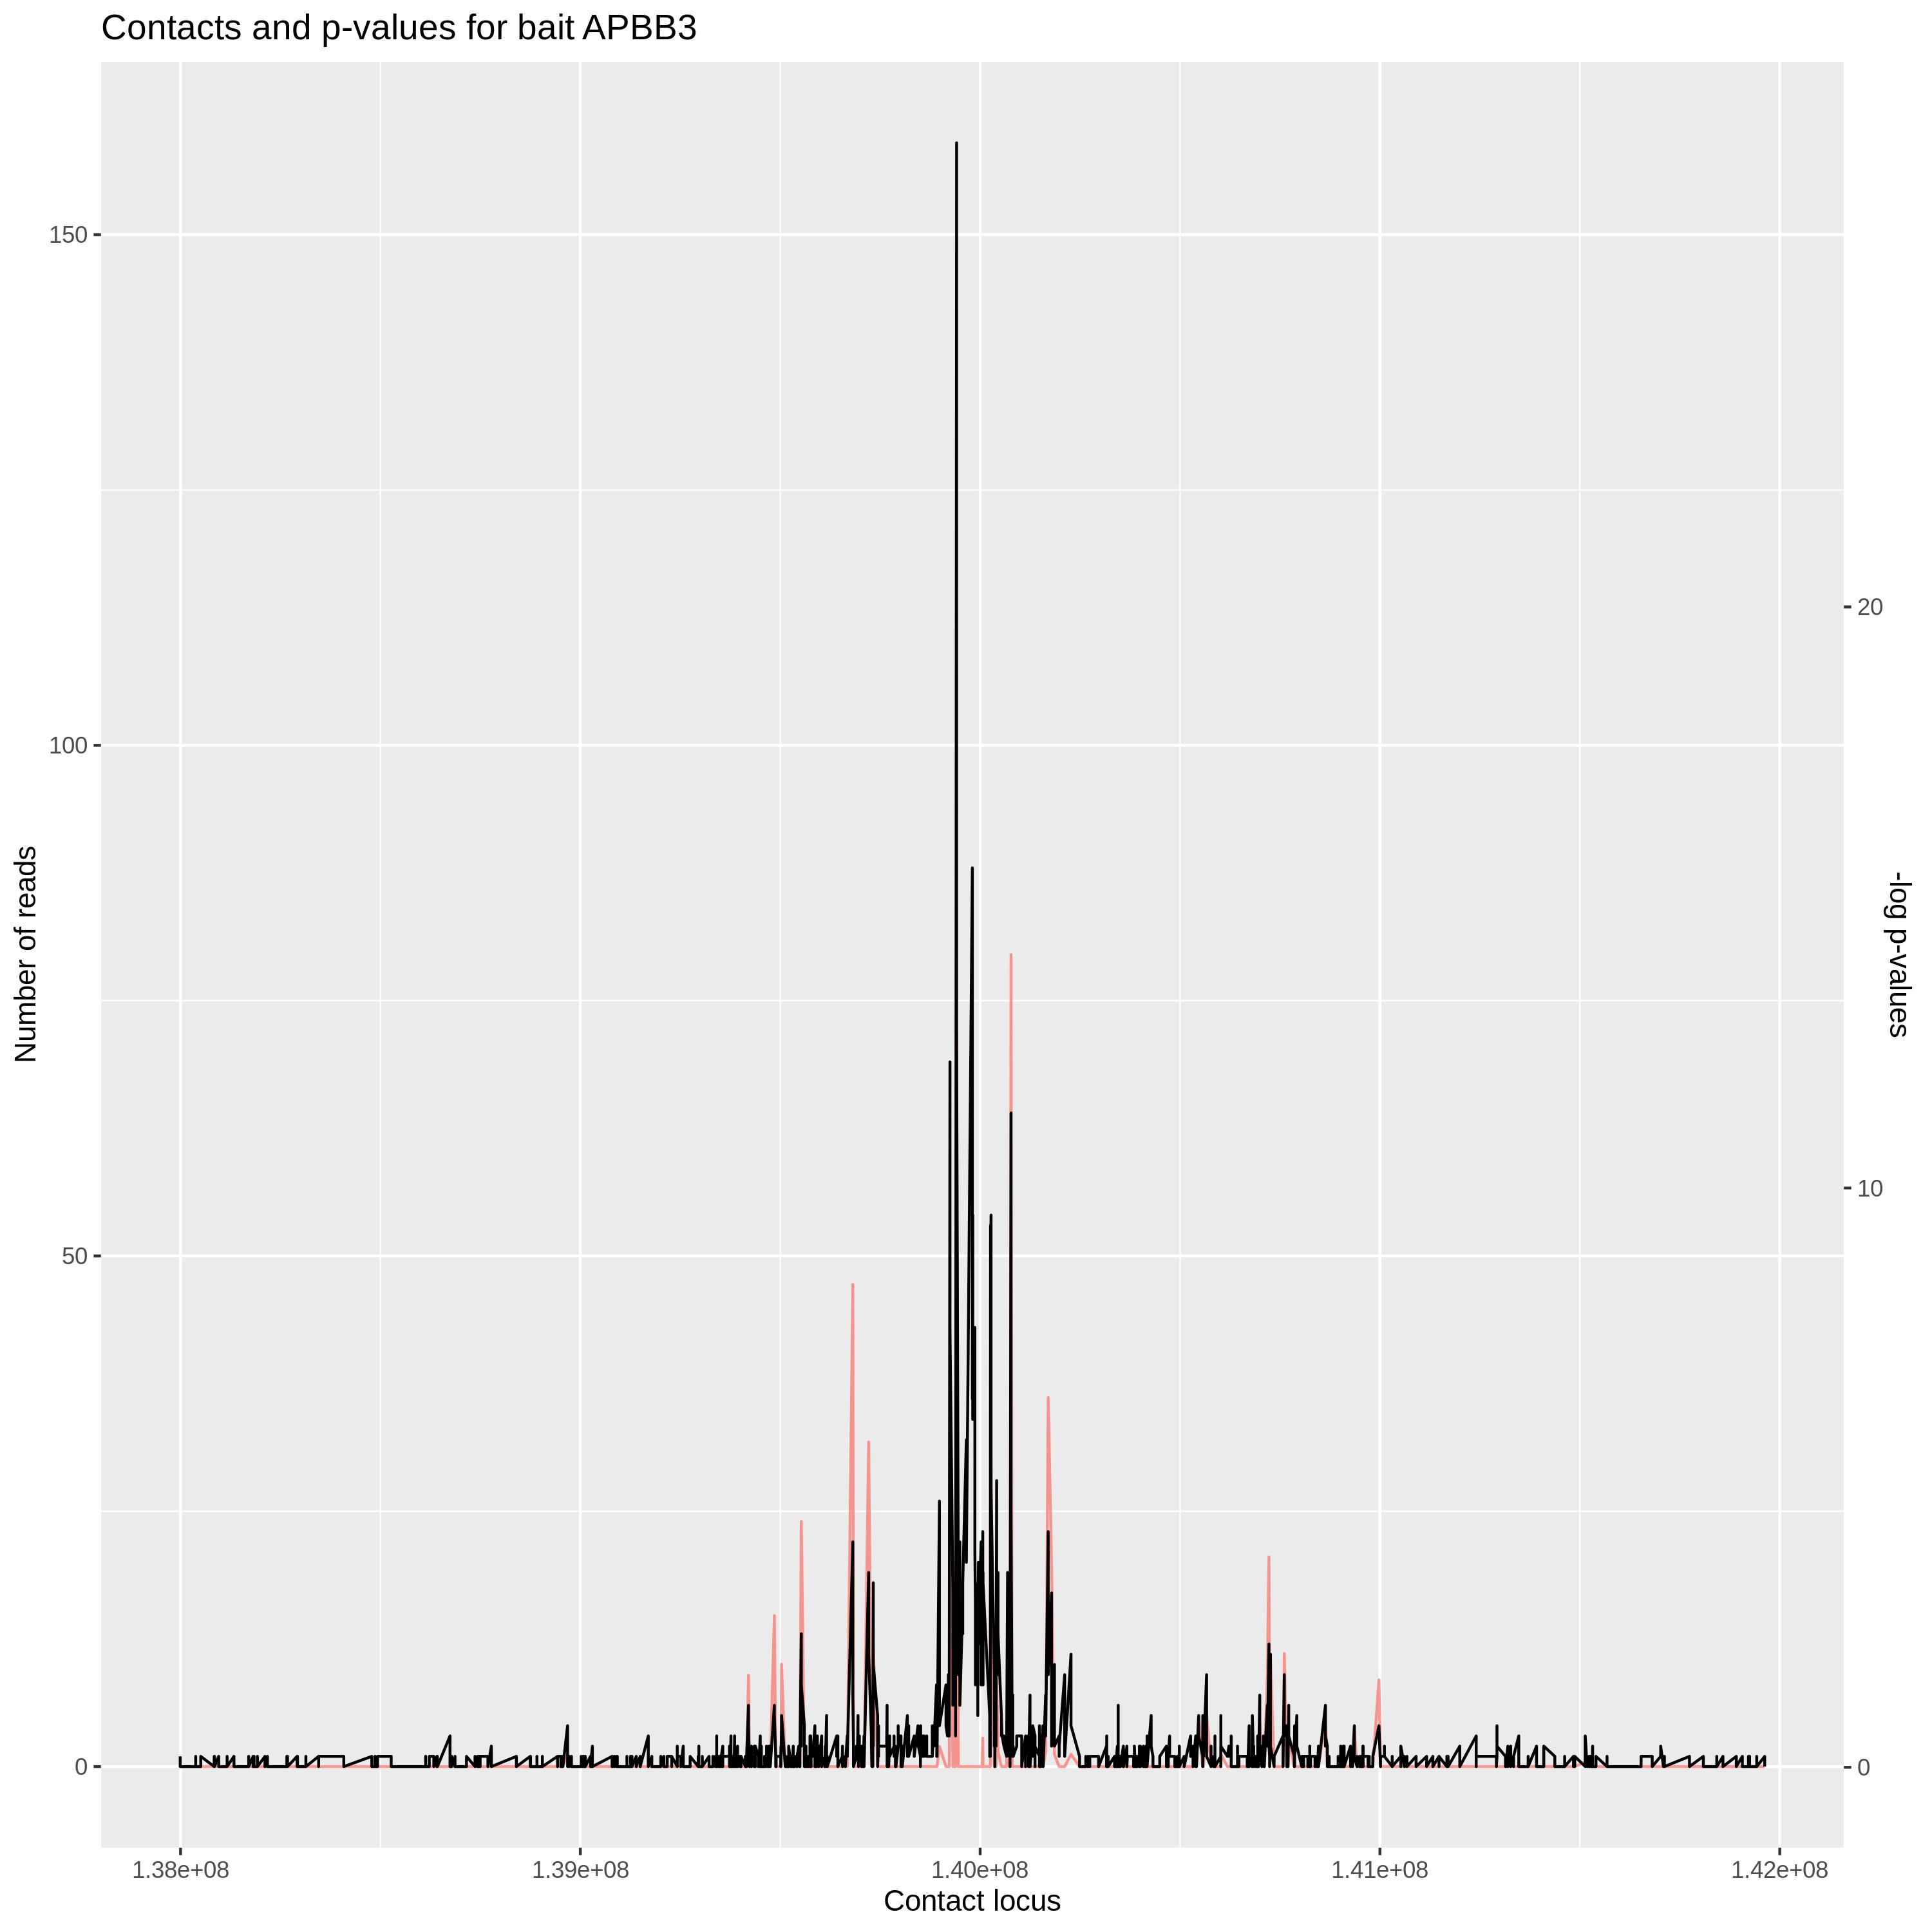 Contacts and p-values for bait APBB3
150
100
50
0
20
10
0
Number of reads
-log p-values
1.38e+08
1.39e+08
1.40e+08
1.41e+08
1.42e+08
Contact locus